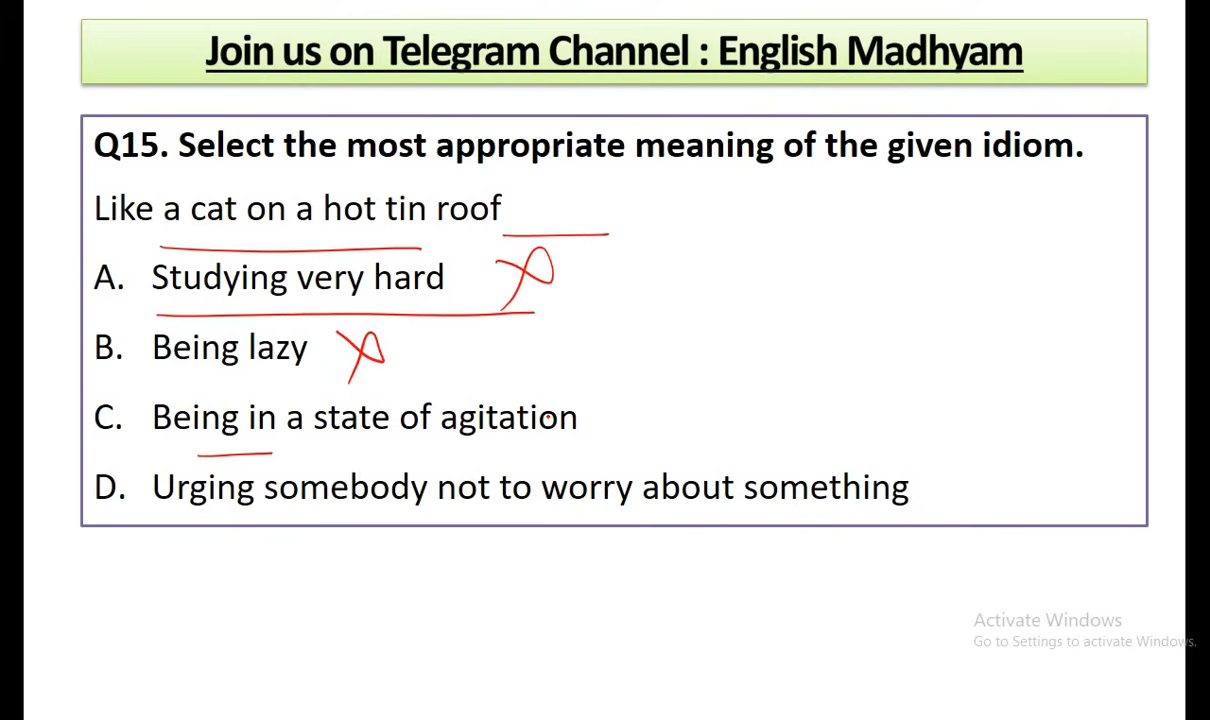 Join us on Telegram Channel : English Madhyam
Q15. Select the most appropriate meaning of the given idiom.
Like a cat on a hot tin roof
A. Studying very hard
B. Being lazy
C. Being in a state of agitation
D. Urging somebody not to worry about something
Activate Windows
Go to Settings to activate Windows.